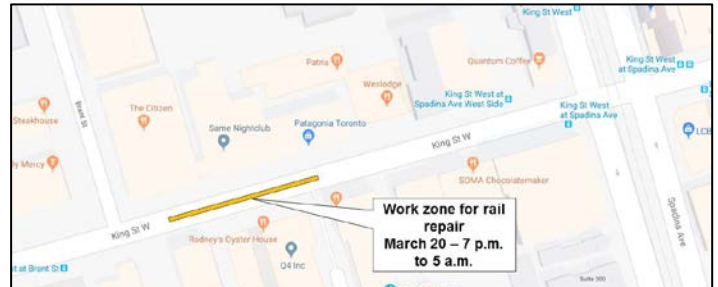 King St West
Patria
Quantum Coffee
King St West
at Spadina Ave
Weslodge
King St West at
Spadina Ave West Side
King St West
at Spadina Ave
Brant St
The Citizen
Steakhouse
Same Nightclub
Patagonia Toronto
King St W
LCB
ly Mercy
SOMA Chocolatemaker
Work zone for rail
repair
March 20 – 7 p.m.
to 5 a.m.
King St W
Rodney's Oyster House
Q4 Inc
Spadina Ave
at at Brant St
Suite 300